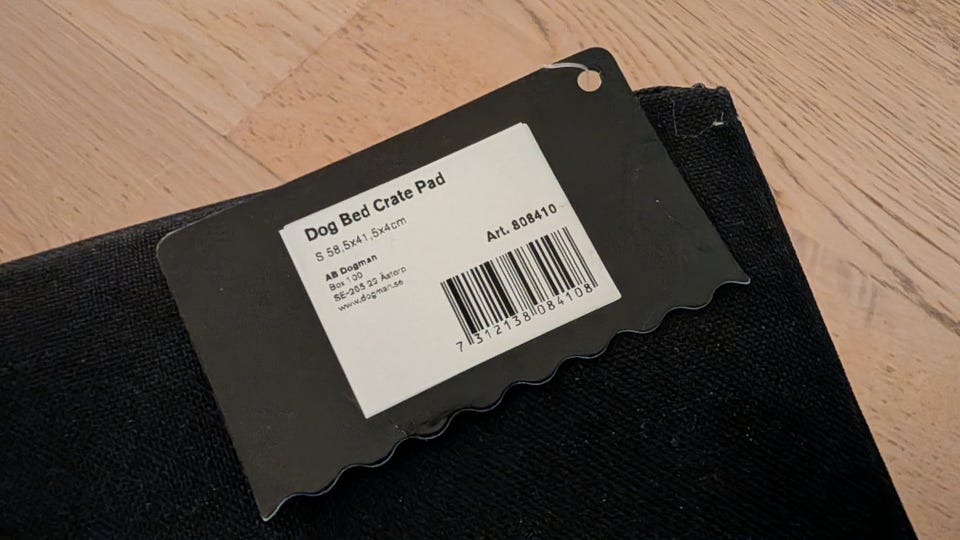 Dog Bed Crate Pad
S 58,5x41,5x4cm
AB Dogman
Box 100
SE-265 22 Åstorp
www.dogman.se
Art. 808410
7 312138 084108